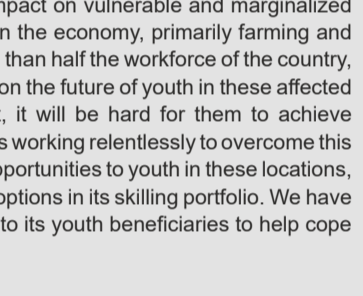 on vulnerable and marginalized
n the economy, primarily farming and
than half the workforce of the country,
on the future of youth in these affected
, it will be hard for them to achieve
s working relentlessly to overcome this
pportunities to youth in these locations,
options in its skilling portfolio. We have
to its youth beneficiaries to help cope